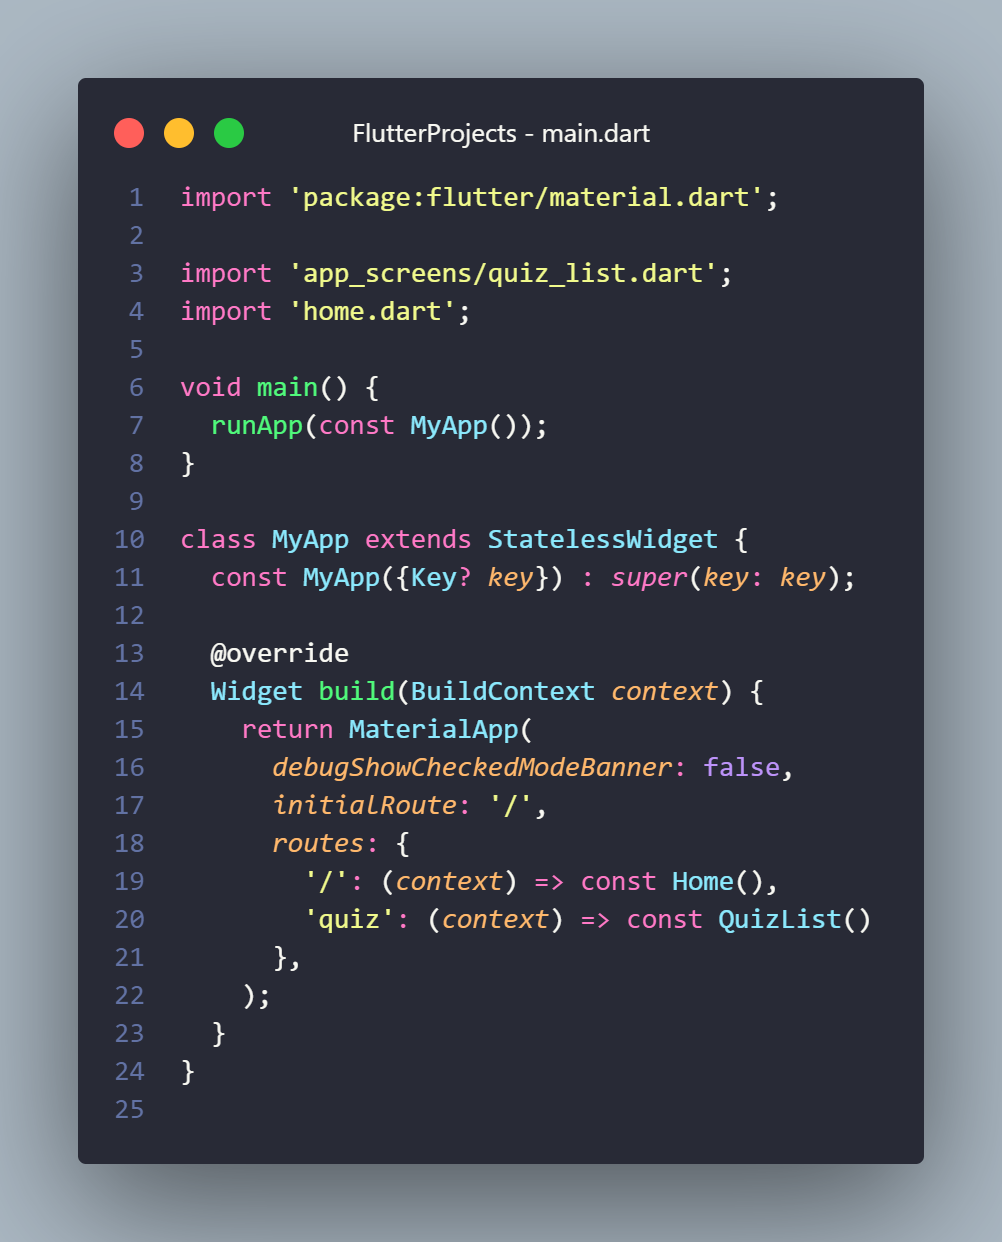 FlutterProjects - main.dart
1 import 'package:flutter/material.dart';
2
3 import 'app_screens/quiz_list.dart';
4 import 'home.dart';
5
6 void main() {
7   runApp(const MyApp());
8 }
9
10 class MyApp extends StatelessWidget {
11   const MyApp({Key? key}) : super(key: key);
12
13   @override
14   Widget build(BuildContext context) {
15     return MaterialApp(
16       debugShowCheckedModeBanner: false,
17       initialRoute: '/',
18       routes: {
19         '/': (context) => const Home(),
20         'quiz': (context) => const QuizList()
21       },
22     );
23   }
24 }
25